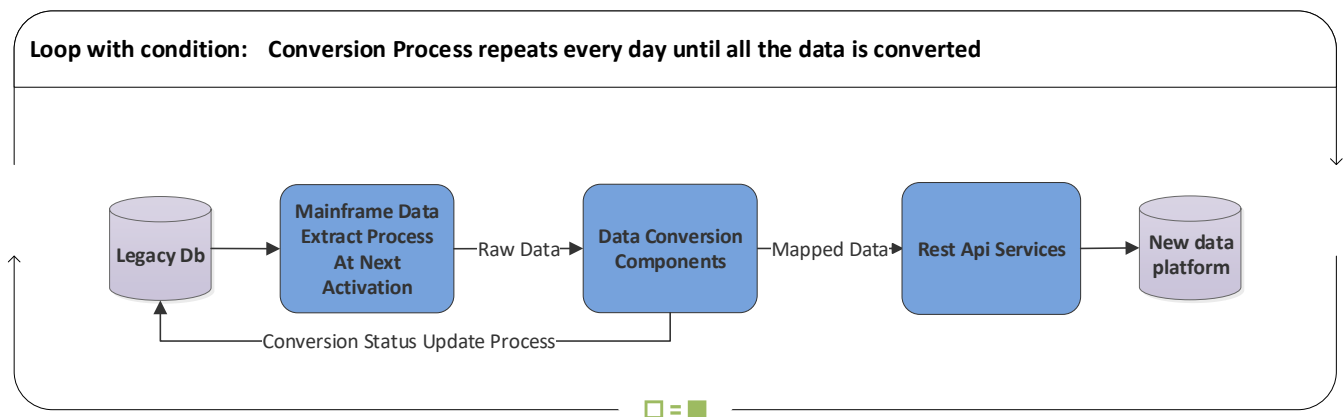 Loop with condition: Conversion Process repeats every day until all the data is converted
Legacy Db
Mainframe Data
Extract Process
At Next
Activation
Raw Data
Data Conversion
Components
Mapped Data
Rest Api Services
New data
platform
Conversion Status Update Process
=